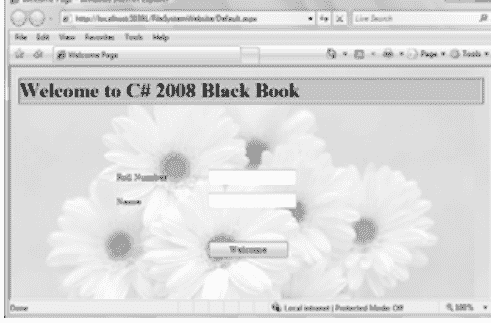 http://localhost:50391/FileSystemWebsite/Default.aspx
Live Search
File Edit View Favorites Tools Help
Welcome Page
Page Tools
Welcome to C# 2008 Black Book
Roll Number
Name
Welcome
Done
Local intranet | Protected Mode: Off
100%